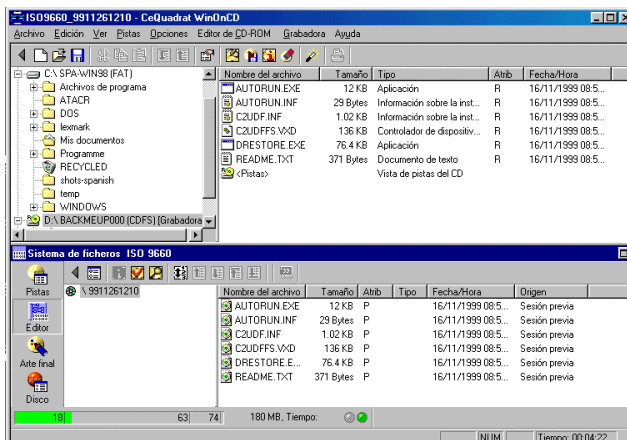 ISO9660_9911261210 - CeQuadrat WinOnCD
Archivo Edición Ver Pistas Opciones Editor de CD-ROM Grabadora Ayuda
C:\ SPA-WIN98 (FAT)
Archivos de programa
ATACR
DOS
lexmark
Mis documentos
Programme
RECYCLED
shots-spanish
temp
WINDOWS
D:\ BACKMEUP000 (CDFS) [Grabadora
Nombre del archivo Tamaño Tipo Atrib Fecha/Hora
AUTORUN.EXE 12 KB Aplicación R 16/11/1999 08:5...
AUTORUN.INF 29 Bytes Información sobre la inst... R 16/11/1999 08:5...
C2UDF.INF 1.02 KB Información sobre la inst... R 16/11/1999 08:5...
C2UDFFS.VXD 136 KB Controlador de dispositiv... R 16/11/1999 08:5...
DRESTORE.EXE 76.4 KB Aplicación R 16/11/1999 08:5...
README.TXT 371 Bytes Documento de texto R 16/11/1999 08:5...
<Pistas> Vista de pistas del CD
Sistema de ficheros ISO 9660
Pistas
Editor
Arte final
Disco
\ 9911261210
Nombre del archivo Tamaño Atrib Tipo Fecha/Hora Origen
AUTORUN.EXE 12 KB P 16/11/1999 08:5... Sesión previa
AUTORUN.INF 29 Bytes P 16/11/1999 08:5... Sesión previa
C2UDF.INF 1.02 KB P 16/11/1999 08:5... Sesión previa
C2UDFFS.VXD 136 KB P 16/11/1999 08:5... Sesión previa
DRESTORE.E... 76.4 KB P 16/11/1999 08:5... Sesión previa
README.TXT 371 Bytes P 16/11/1999 08:5... Sesión previa
18 63 74 180 MB, Tiempo:
NUM Tiempo: 00:04:22